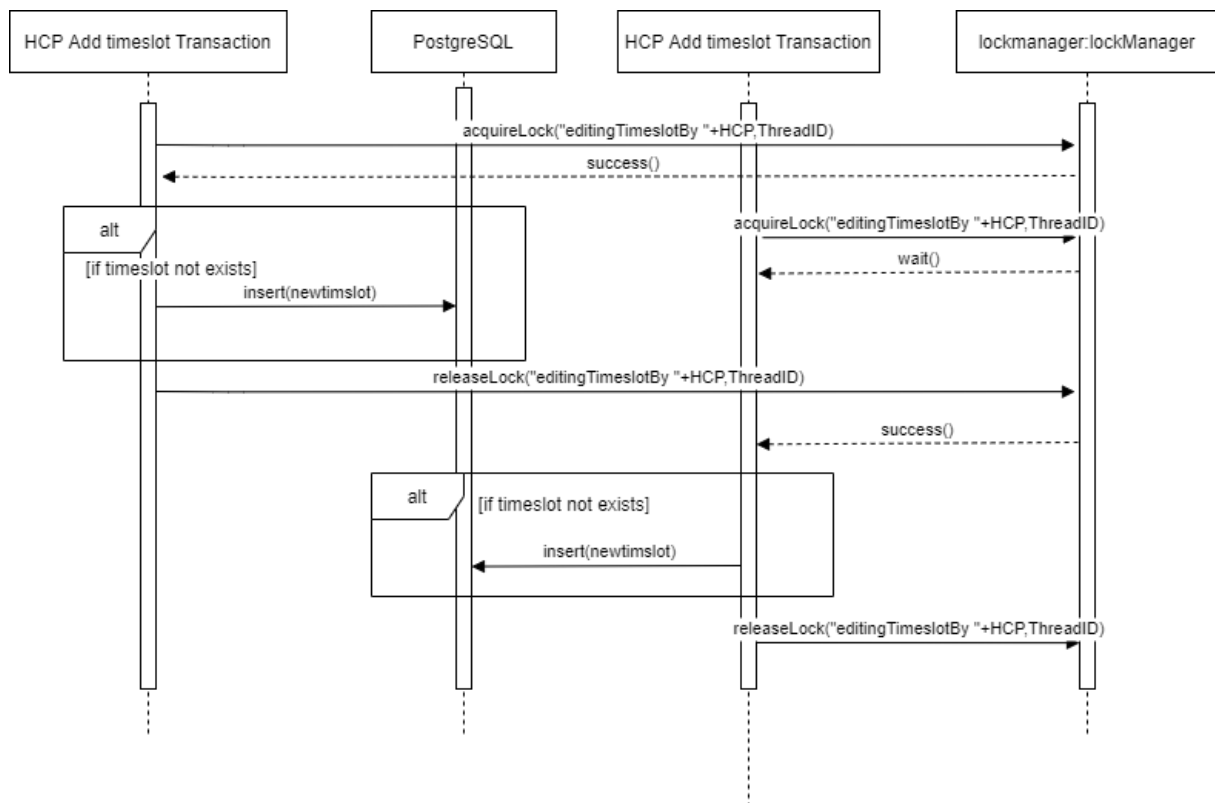 HCP Add timeslot Transaction
PostgreSQL
HCP Add timeslot Transaction
lockmanager:lockManager
acquireLock("editingTimeslotBy "+HCP,ThreadID)
success()
alt
acquireLock("editingTimeslotBy "+HCP,ThreadID)
[if timeslot not exists]
wait()
insert(newtimslot)
releaseLock("editingTimeslotBy "+HCP,ThreadID)
success()
alt
[if timeslot not exists]
insert(newtimslot)
releaseLock("editingTimeslotBy "+HCP,ThreadID)